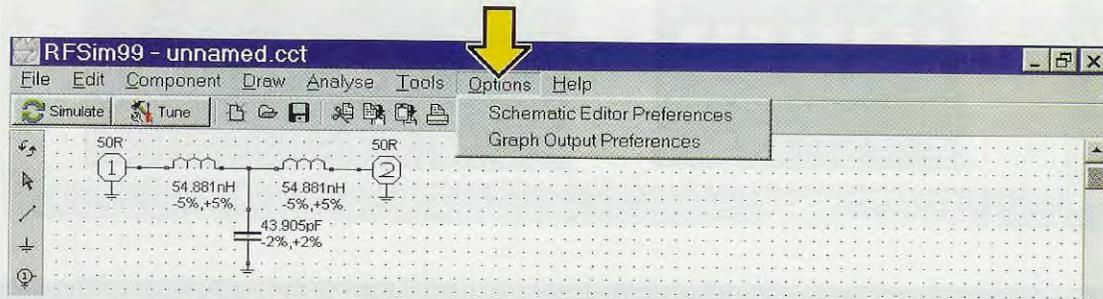 RFSim99 - unnamed.cct
File Edit Component Draw Analyse Tools Options Help
Simulate Tune
Schematic Editor Preferences
Graph Output Preferences
50R 50R
1 2
54.881nH 54.881nH
-5%,+5% -5%,+5%
43.905pF
-2%,+2%
1